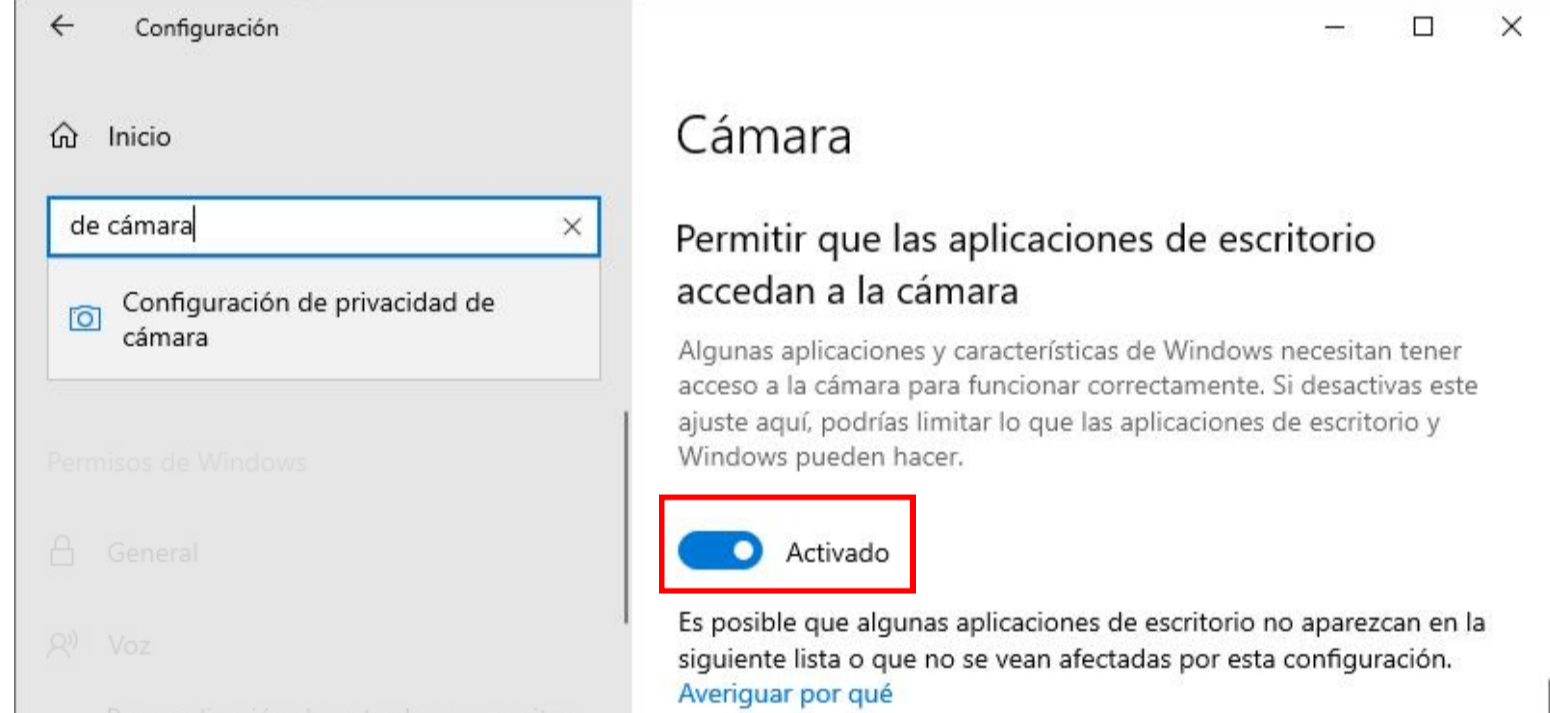 Configuración
Inicio
de cámara
Configuración de privacidad de
cámara
Permisos de Windows
General
Voz
Cámara
Permitir que las aplicaciones de escritorio
accedan a la cámara
Algunas aplicaciones y características de Windows necesitan tener
acceso a la cámara para funcionar correctamente. Si desactivas este
ajuste aquí, podrías limitar lo que las aplicaciones de escritorio y
Windows pueden hacer.
Activado
Es posible que algunas aplicaciones de escritorio no aparezcan en la
siguiente lista o que no se vean afectadas por esta configuración.
Averiguar por qué